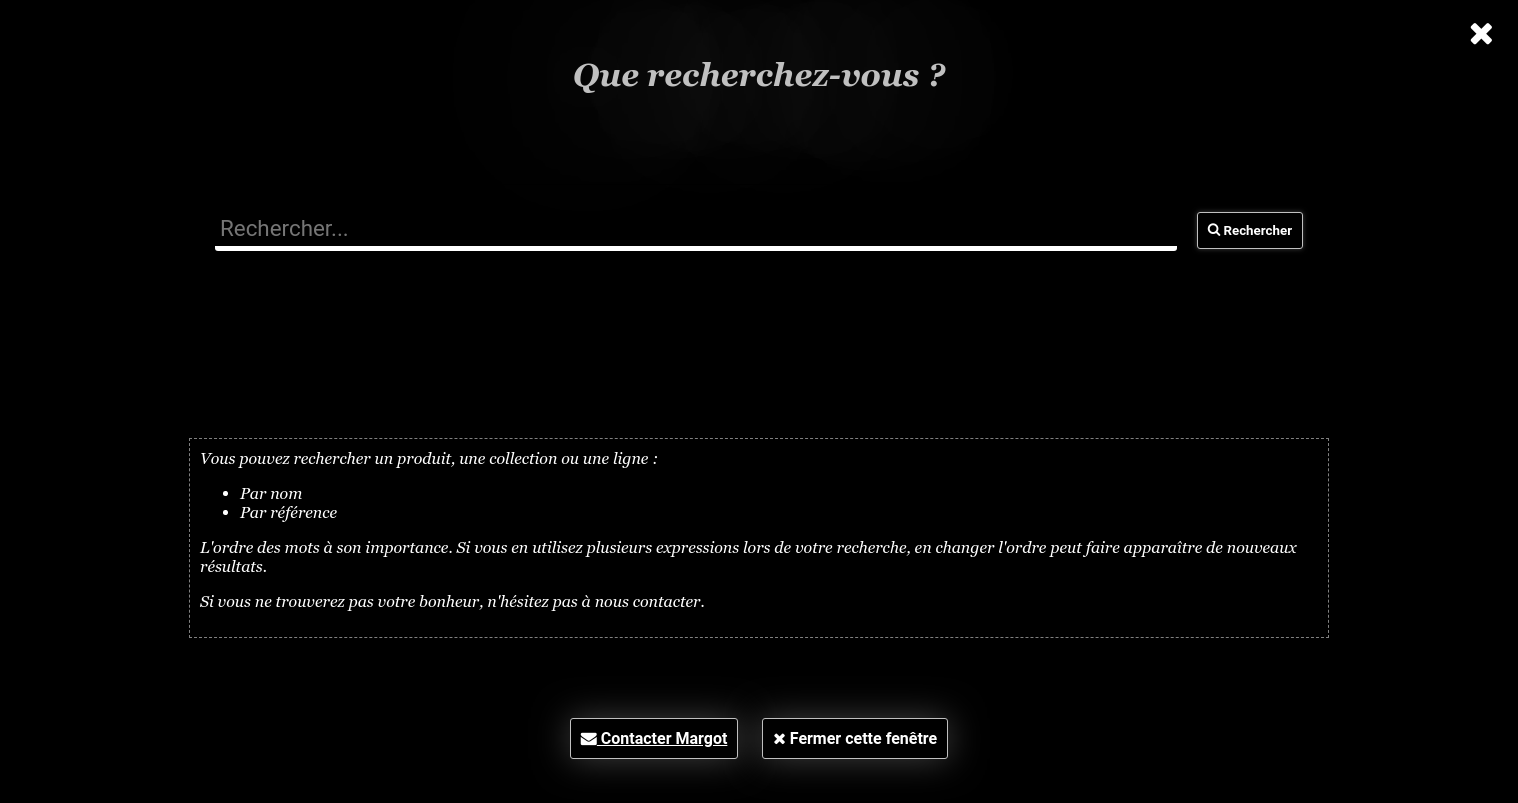 Que recherchez-vous ?
Rechercher...
Rechercher
Vous pouvez rechercher un produit, une collection ou une ligne :
Par nom
Par référence
L'ordre des mots à son importance. Si vous en utilisez plusieurs expressions lors de votre recherche, en changer l'ordre peut faire apparaître de nouveaux
résultats.
Si vous ne trouverez pas votre bonheur, n'hésitez pas à nous contacter.
Contacter Margot
Fermer cette fenêtre